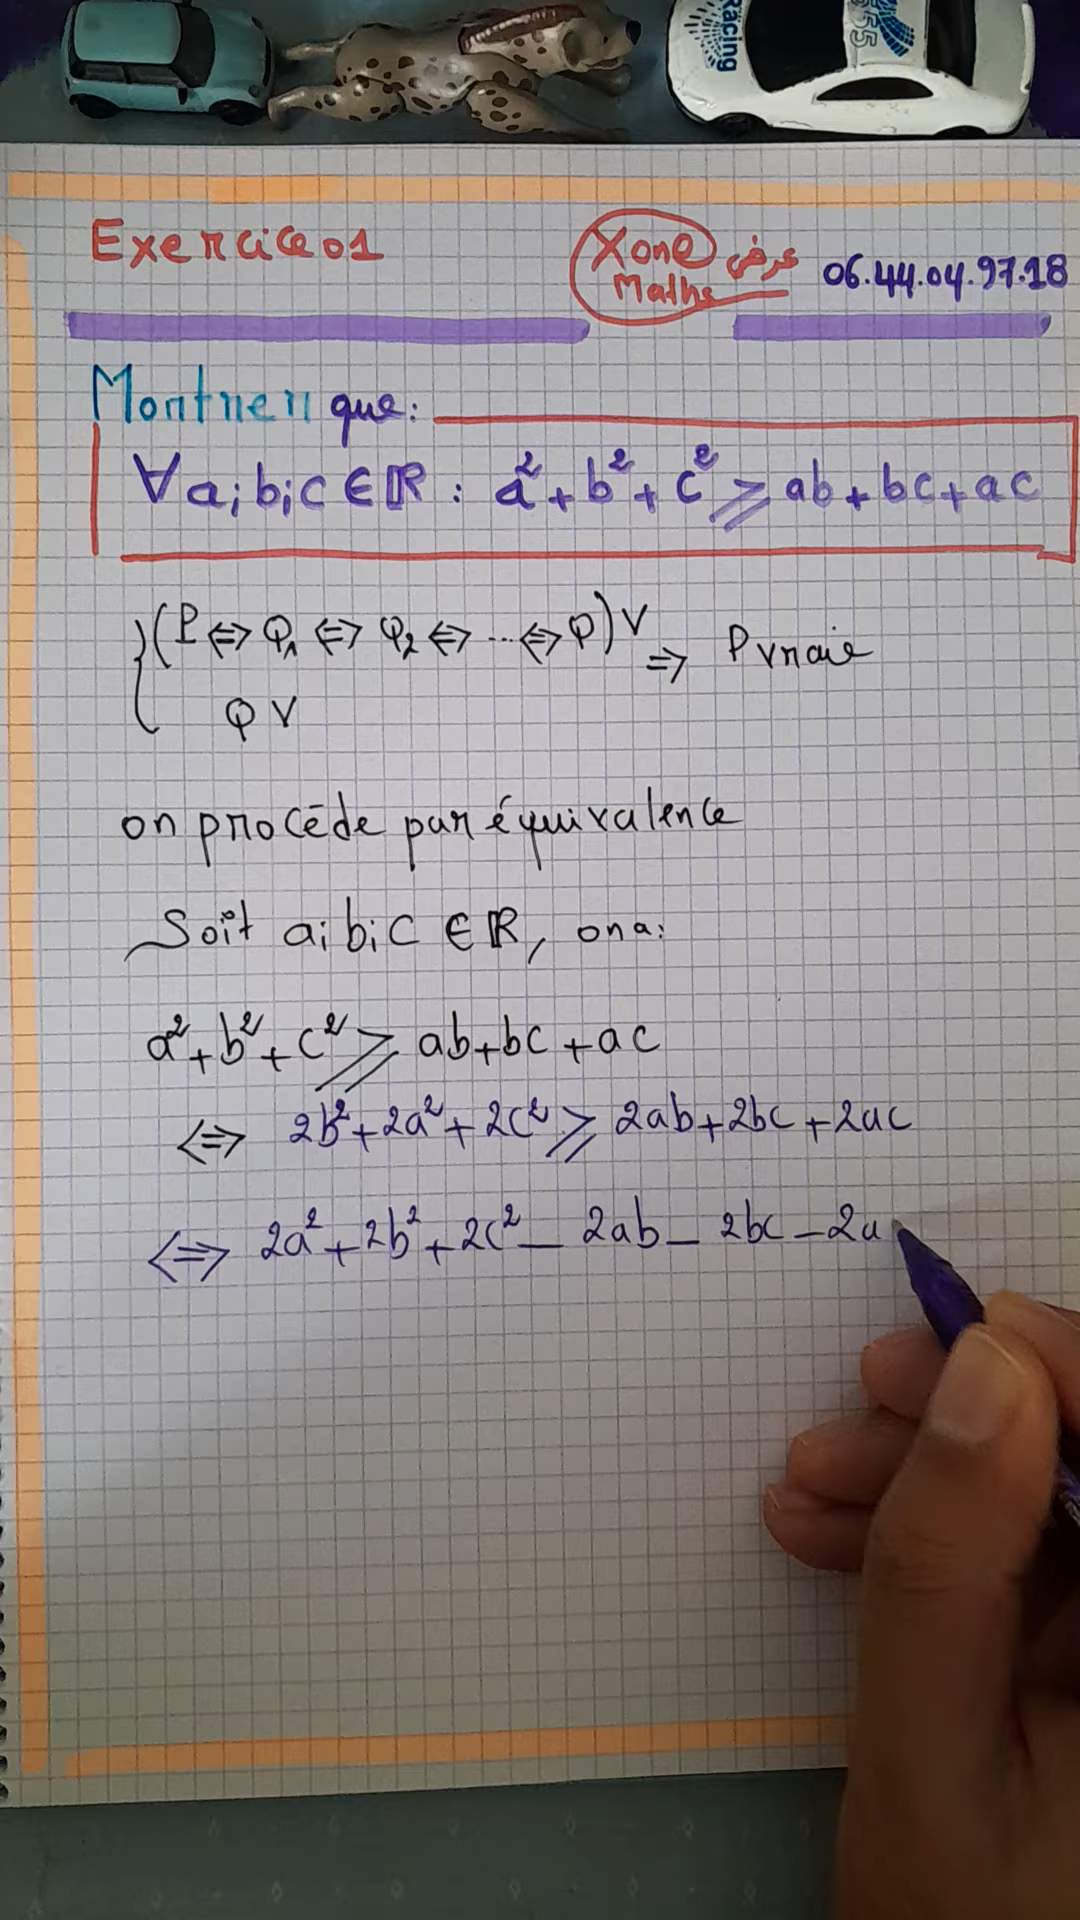 Racing
555
Exercice 01
Xone Maths عرض 06.44.04.97.18
Montrer que:
∀ a;b;c ∈ ℝ : a² + b² + c² ⩾ ab + bc + ac
{ (P ⇔ Q₁ ⇔ Q₂ ⇔ ... ⇔ Q) V ⇒ P vraie
Q V
on procède par équivalence
Soit a;b;c ∈ ℝ, on a:
a² + b² + c² ⩾ ab + bc + ac
⇔ 2b² + 2a² + 2c² ⩾ 2ab + 2bc + 2ac
⇔ 2a² + 2b² + 2c² - 2ab - 2bc - 2a